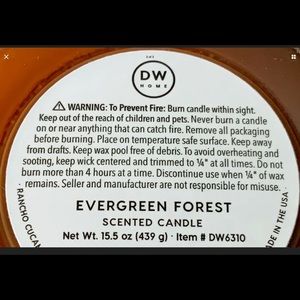 DW
HOME
⚠ WARNING: To Prevent Fire: Burn candle within sight.
Keep out of the reach of children and pets. Never burn a candle
on or near anything that can catch fire. Remove all packaging
before burning. Place on temperature safe surface. Keep away
from drafts. Keep wax pool free of debris. To avoid overheating and
sooting, keep wick centered and trimmed to ¼" at all times. Do not
burn more than 4 hours at a time. Discontinue use when ¼" of wax
remains. Seller and manufacturer are not responsible for misuse.
EVERGREEN FOREST
SCENTED CANDLE
Net Wt. 15.5 oz (439 g) · Item # DW6310
RANCHO CUCAM
MADE IN THE USA